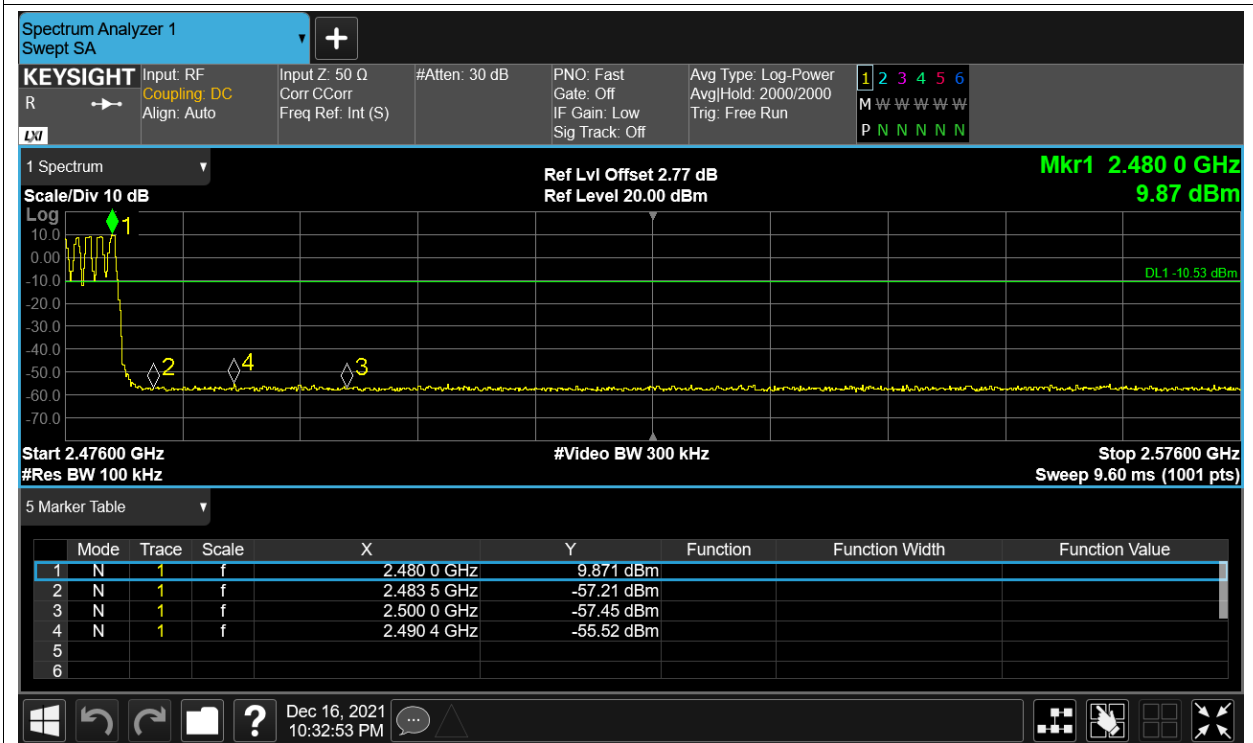 Spectrum Analyzer 1
Swept SA
KEYSIGHT Input: RF Input Z: 50 Ω #Atten: 30 dB PNO: Fast Avg Type: Log-Power 1 2 3 4 5 6
R Coupling: DC Corr CCorr Gate: Off Avg|Hold: 2000/2000 M W W W W W W
Align: Auto Freq Ref: Int (S) IF Gain: Low Trig: Free Run
LXI Sig Track: Off P N N N N N N
1 Spectrum Ref Lvl Offset 2.77 dB Mkr1 2.480 0 GHz
Scale/Div 10 dB Ref Level 20.00 dBm 9.87 dBm
Log
1
10.0
0.00
DL1 -10.53 dBm
-10.0
-20.0
-30.0
-40.0
2 4 3
-50.0
-60.0
-70.0
Start 2.47600 GHz #Video BW 300 kHz Stop 2.57600 GHz
#Res BW 100 kHz Sweep 9.60 ms (1001 pts)
5 Marker Table
Mode Trace Scale X Y Function Function Width Function Value
1 N 1 f 2.480 0 GHz 9.871 dBm
2 N 1 f 2.483 5 GHz -57.21 dBm
3 N 1 f 2.500 0 GHz -57.45 dBm
4 N 1 f 2.490 4 GHz -55.52 dBm
5
6
? Dec 16, 2021
10:32:53 PM